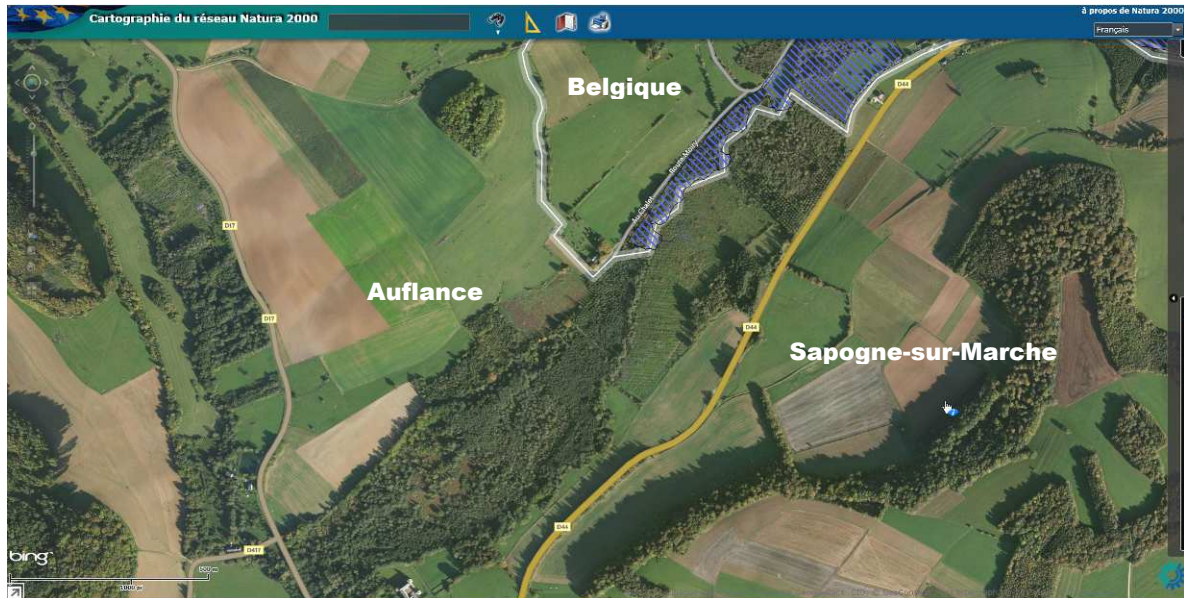 Cartographie du réseau Natura 2000
à propos de Natura 2000
Français
Belgique
D44
D17
Auflance
D17
D44
Sapogne-sur-Marche
D44
D417
bing
500 m
1000 m